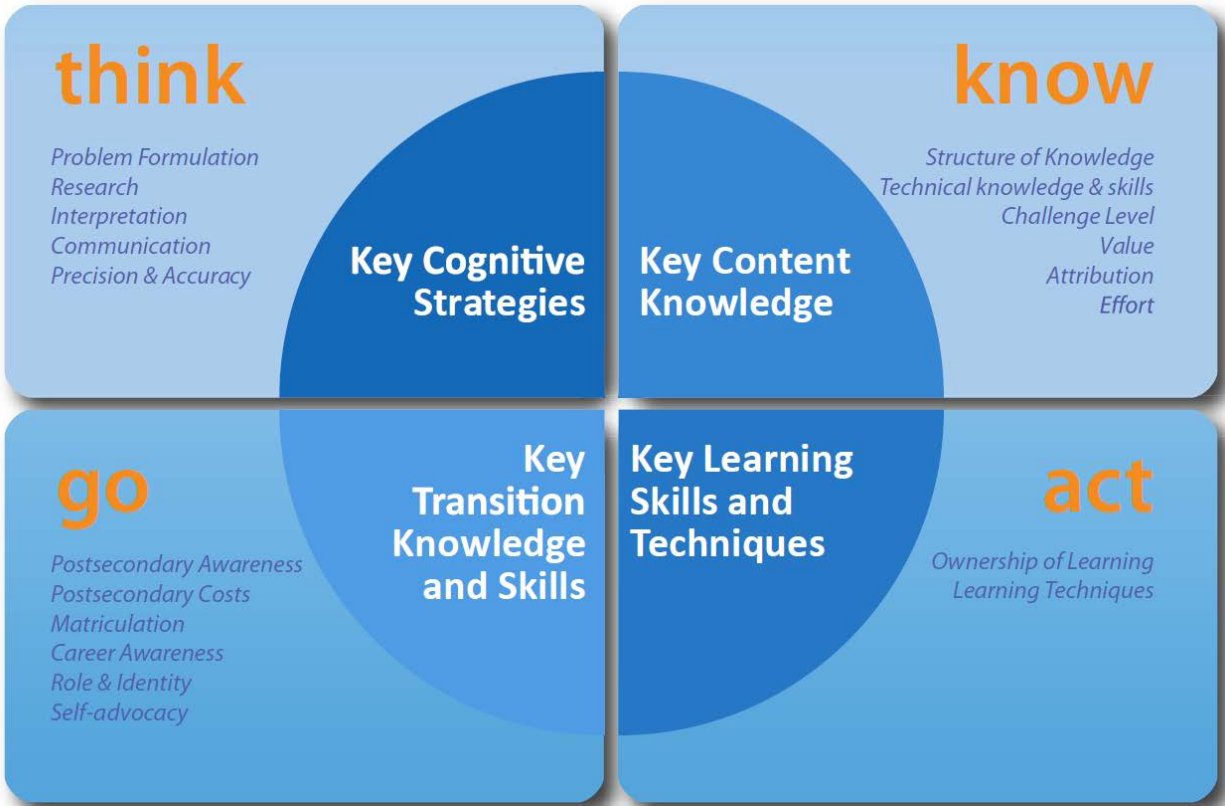 think
Problem Formulation
Research
Interpretation
Communication
Precision & Accuracy
Key Cognitive
Strategies
know
Structure of Knowledge
Technical knowledge & skills
Challenge Level
Value
Attribution
Effort
Key Content
Knowledge
go
Postsecondary Awareness
Postsecondary Costs
Matriculation
Career Awareness
Role & Identity
Self-advocacy
Key
Transition
Knowledge
and Skills
act
Ownership of Learning
Learning Techniques
Key Learning
Skills and
Techniques